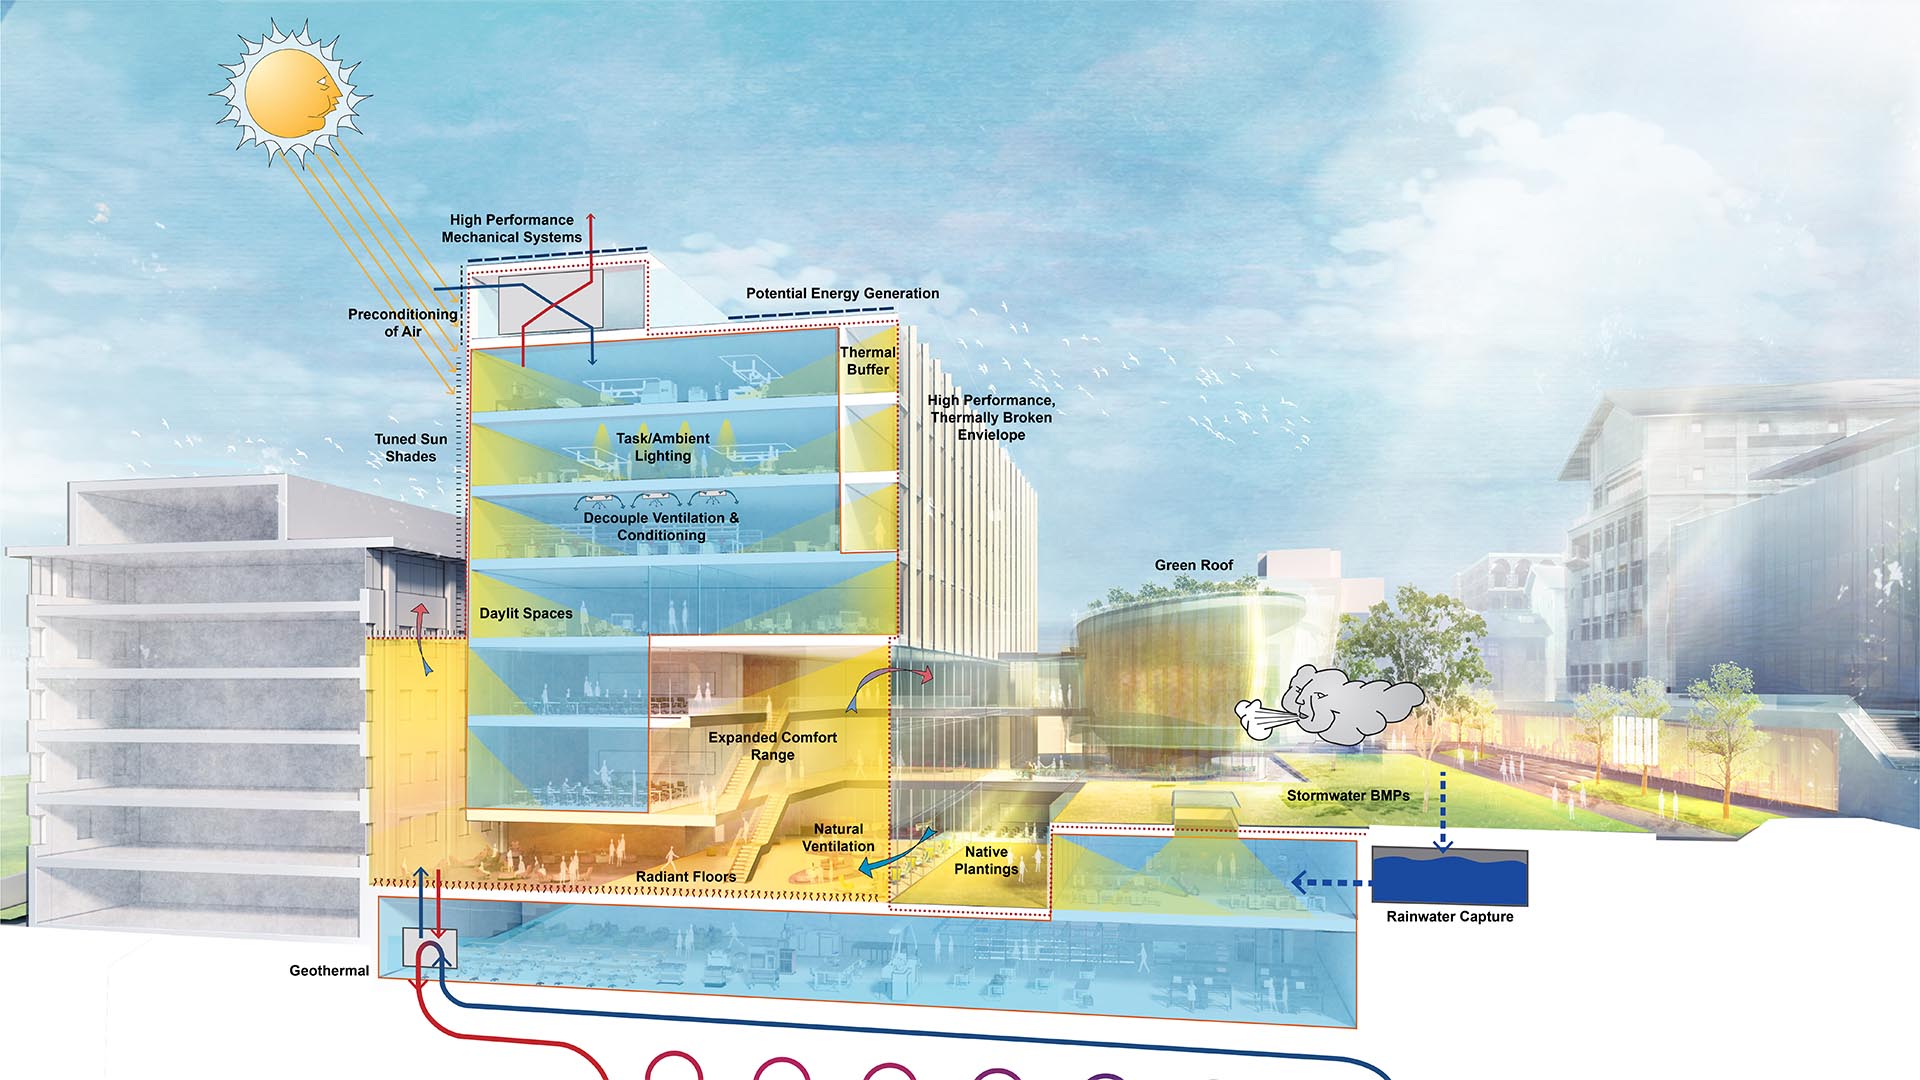 High Performance
Mechanical Systems
Potential Energy Generation
Preconditioning
of Air
Thermal
Buffer
High Performance,
Thermally Broken
Envielope
Tuned Sun
Shades
Task/Ambient
Lighting
Decouple Ventilation &
Conditioning
Green Roof
Daylit Spaces
Expanded Comfort
Range
Stormwater BMPs
Natural
Ventilation
Native
Plantings
Radiant Floors
Rainwater Capture
Geothermal